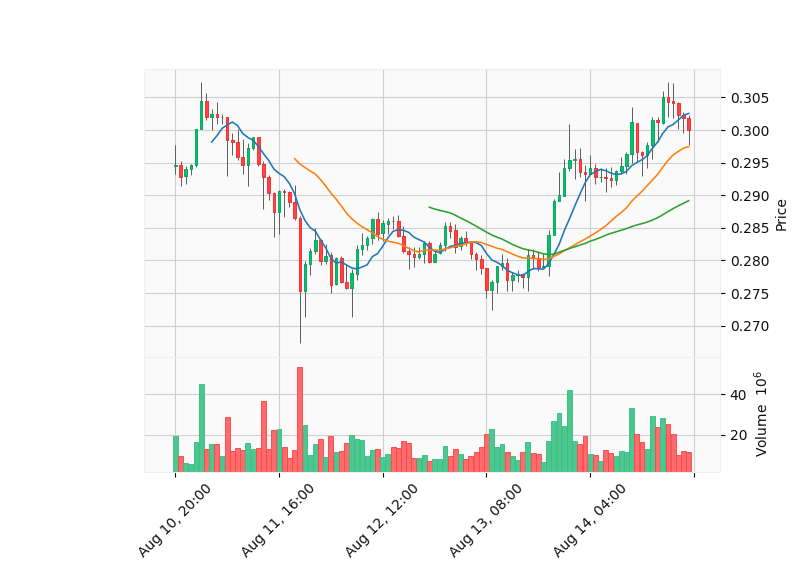 0.305
0.300
0.295
0.290
0.285
0.280
0.275
0.270
Price
40
20
Volume 10^6
Aug 10, 20:00
Aug 11, 16:00
Aug 12, 12:00
Aug 13, 08:00
Aug 14, 04:00